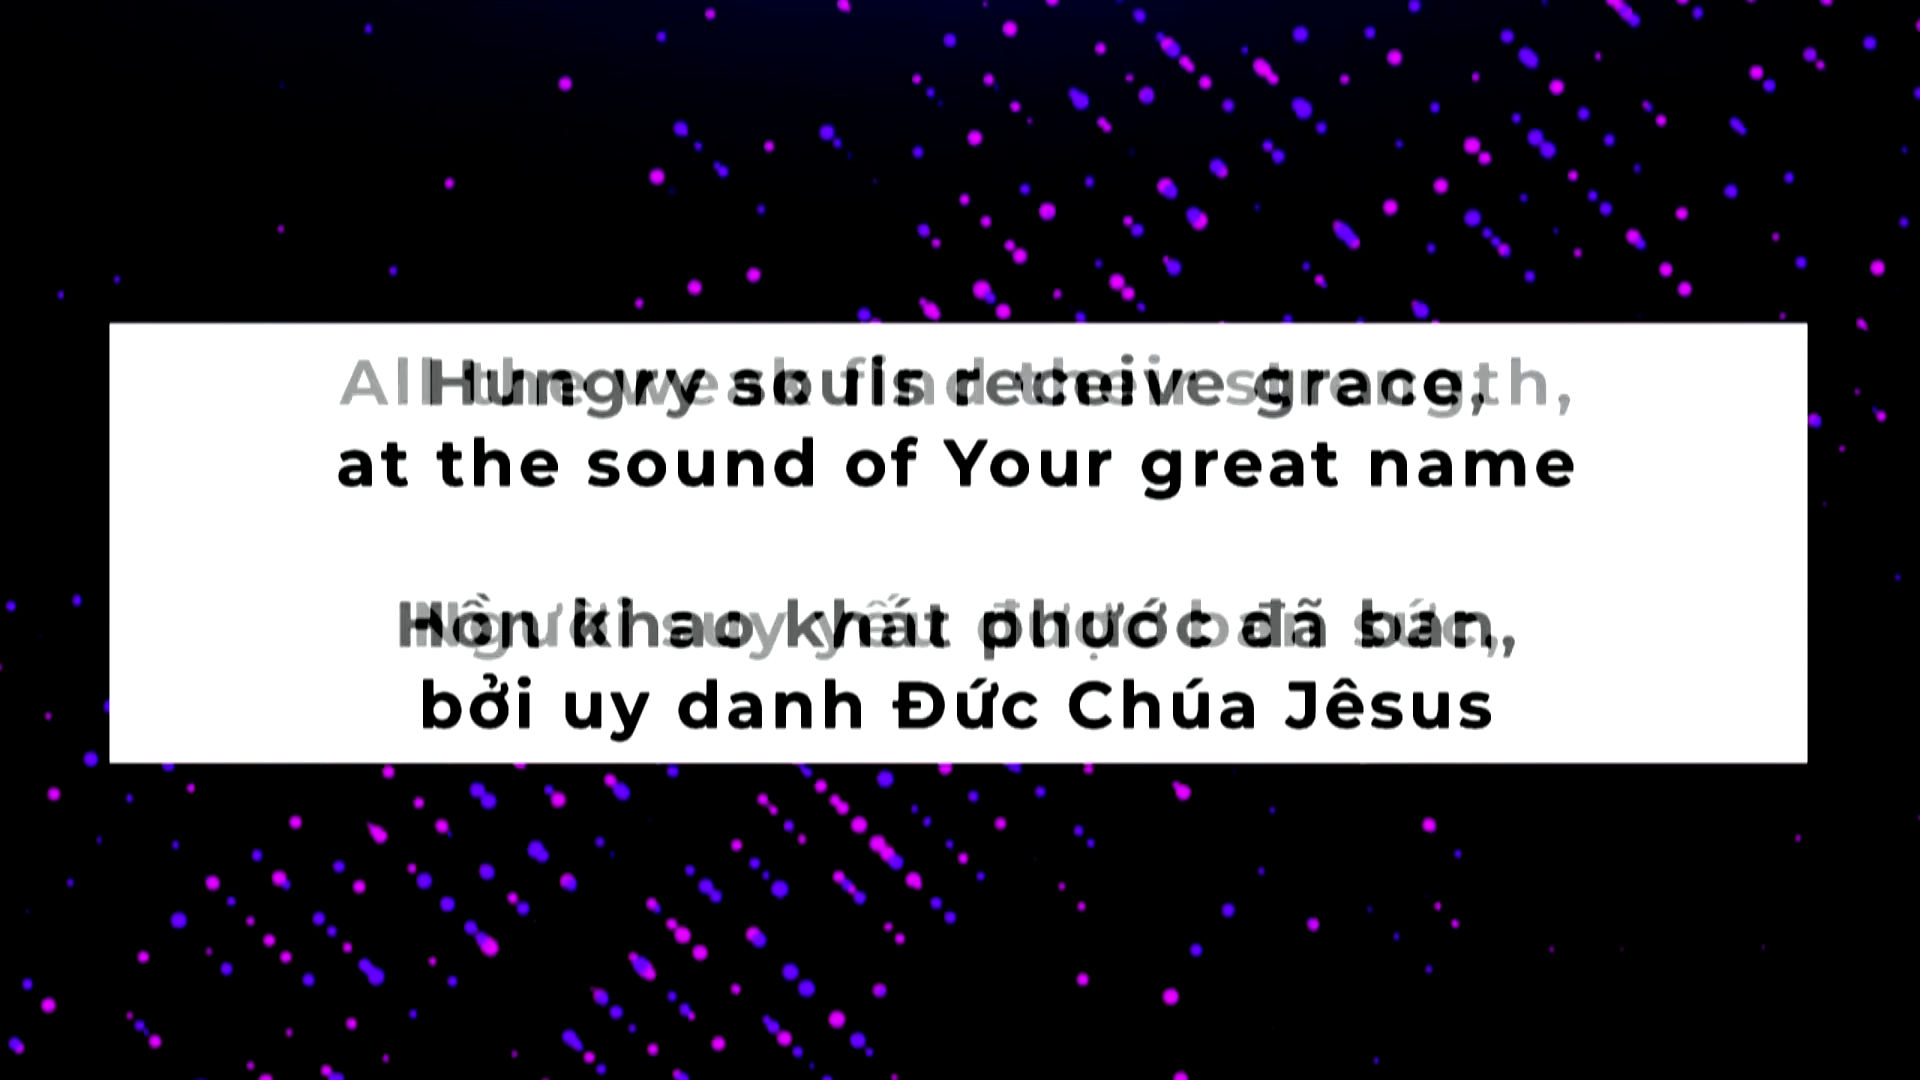 Hungry souls receive grace,
at the sound of Your great name
Hồn khao khát phước đã ban,
bởi uy danh Đức Chúa Jêsus